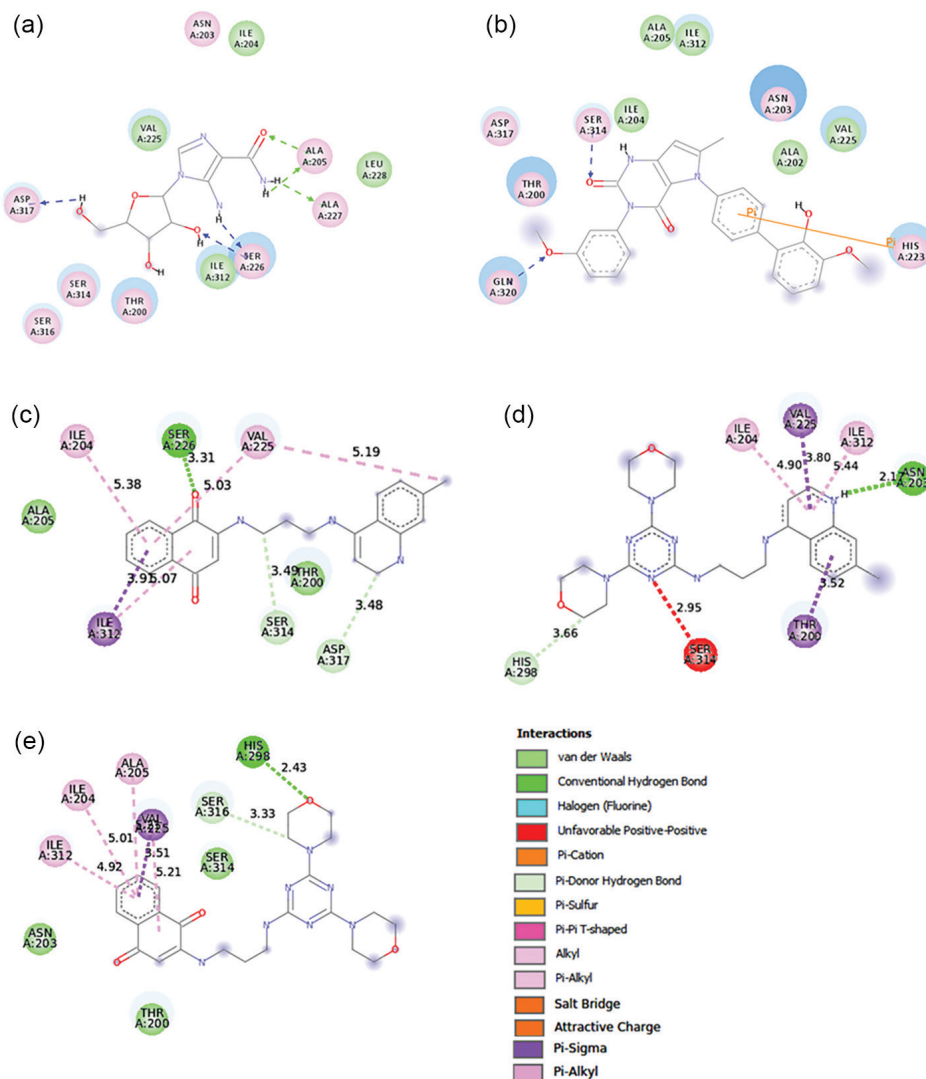 (a)
ASN
A:203
ILE
A:204
VAL
A:225
ALA
A:205
LEU
A:228
ASP
A:317
ALA
A:227
SER
A:226
ILE
A:312
SER
A:314
THR
A:200
SER
A:316
N
N
N
O
N
H
H
N
H
O
O
H
O
H
O
H
(b)
ALA
A:205
ILE
A:312
ASN
A:203
VAL
A:225
ASP
A:317
SER
A:314
ILE
A:204
ALA
A:202
THR
A:200
HIS
A:223
GLN
A:320
H
N
O
N
N
O
O
H
O
O
Pi
Pi
(c)
ILE
A:204
SER
A:226
VAL
A:225
3.31
5.19
5.38
5.03
ALA
A:205
O
N
N
3.91
5.07
3.49
THR
A:200
N
3.48
O
ILE
A:312
SER
A:314
ASP
A:317
(d)
VAL
A:225
ILE
A:204
ILE
A:312
3.80
4.90
5.44
2.17
ASN
A:203
O
N
H
N
N
N
N
N
N
N
N
O
3.52
3.66
2.95
THR
A:200
HIS
A:298
SER
A:314
(e)
HIS
A:298
ALA
A:205
2.43
ILE
A:204
SER
A:316
3.33
VAL
A:225
O
ILE
A:312
5.01
3.51
SER
A:314
4.92
5.21
N
O
N
N
N
N
N
ASN
A:203
O
N
O
THR
A:200
Interactions
van der Waals
Conventional Hydrogen Bond
Halogen (Fluorine)
Unfavorable Positive-Positive
Pi-Cation
Pi-Donor Hydrogen Bond
Pi-Sulfur
Pi-Pi T-shaped
Alkyl
Pi-Alkyl
Salt Bridge
Attractive Charge
Pi-Sigma
Pi-Alkyl